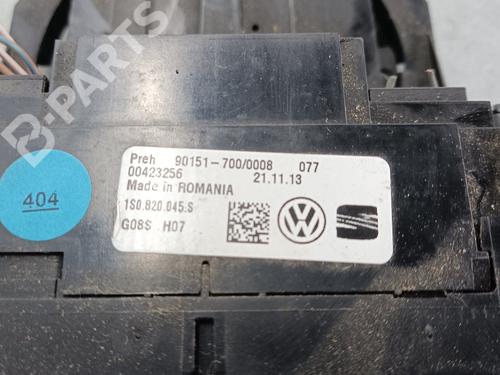 B-PARTS
Preh 90151-700/0008 077
00423256 21.11.13
Made in ROMANIA
1S0.820.045.S
G08S H07
404